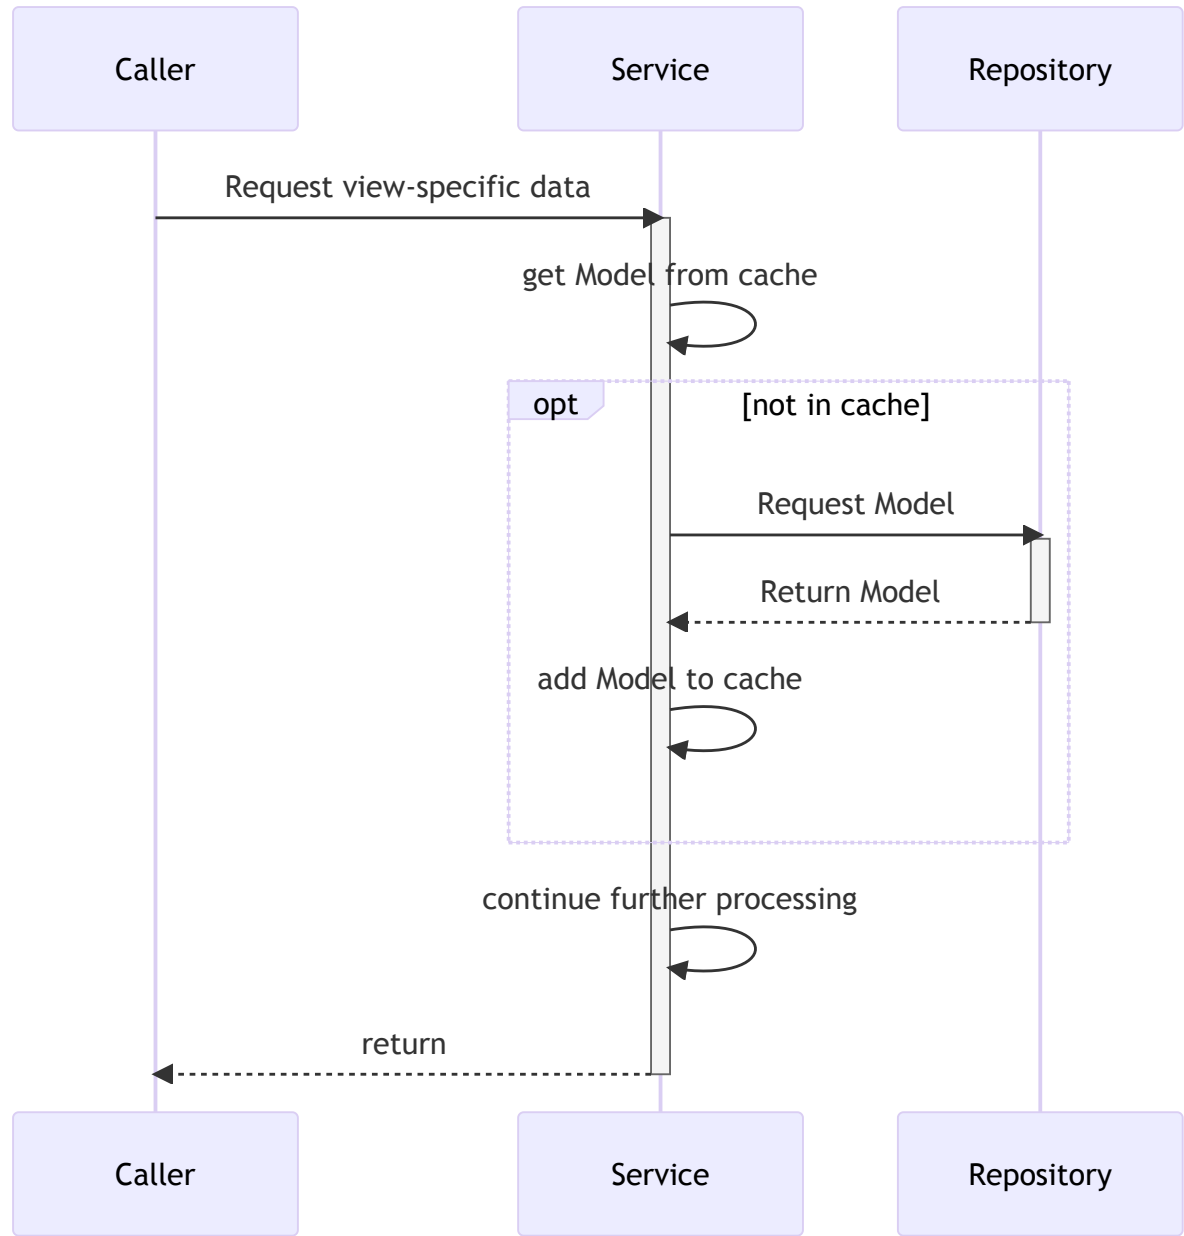 Caller
Service
Repository
Request view-specific data
get Model from cache
opt
[not in cache]
Request Model
Return Model
add Model to cache
continue further processing
return
Caller
Service
Repository